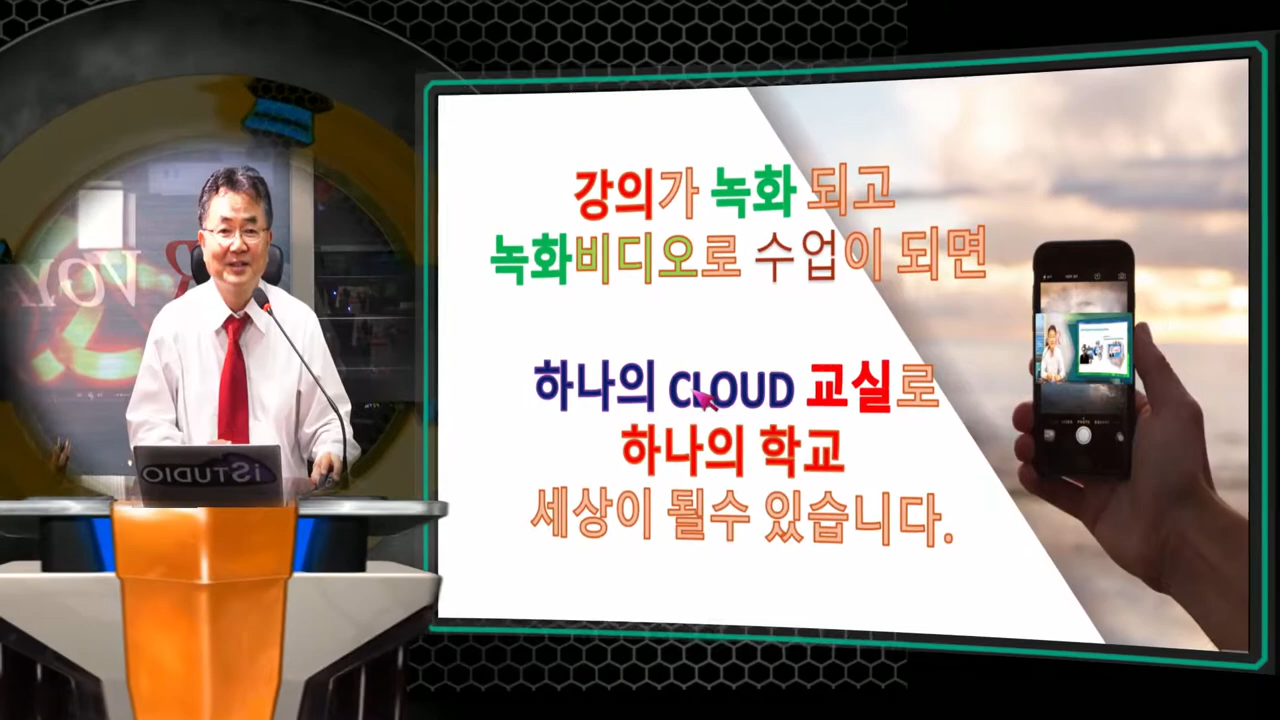 강의가 녹화 되고
녹화비디오로 수업이 되면
하나의 CLOUD 교실로
하나의 학교
세상이 될수 있습니다.
iSTUDIO